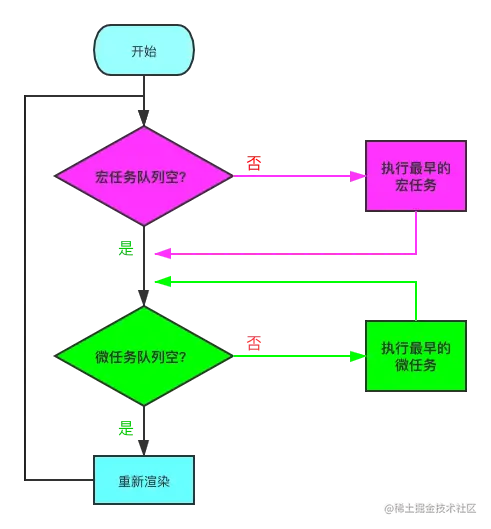 开始
宏任务队列空?
否
执行最早的
宏任务
是
微任务队列空?
否
执行最早的
微任务
是
重新渲染
@稀土掘金技术社区